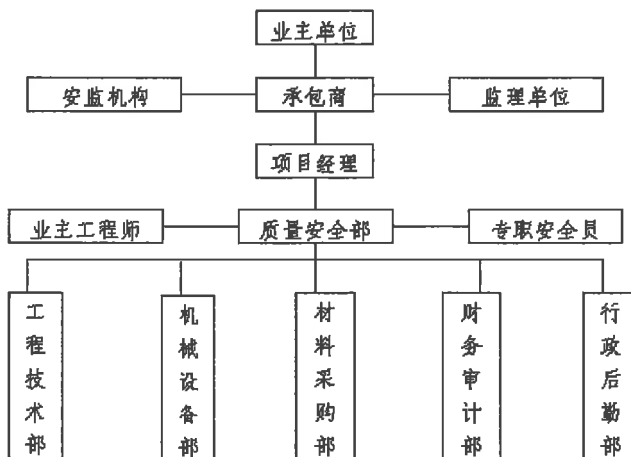 业主单位
安监机构
承包商
监理单位
项目经理
业主工程师
质量安全部
专职安全员
工程技术部
机械设备部
材料采购部
财务审计部
行政后勤部